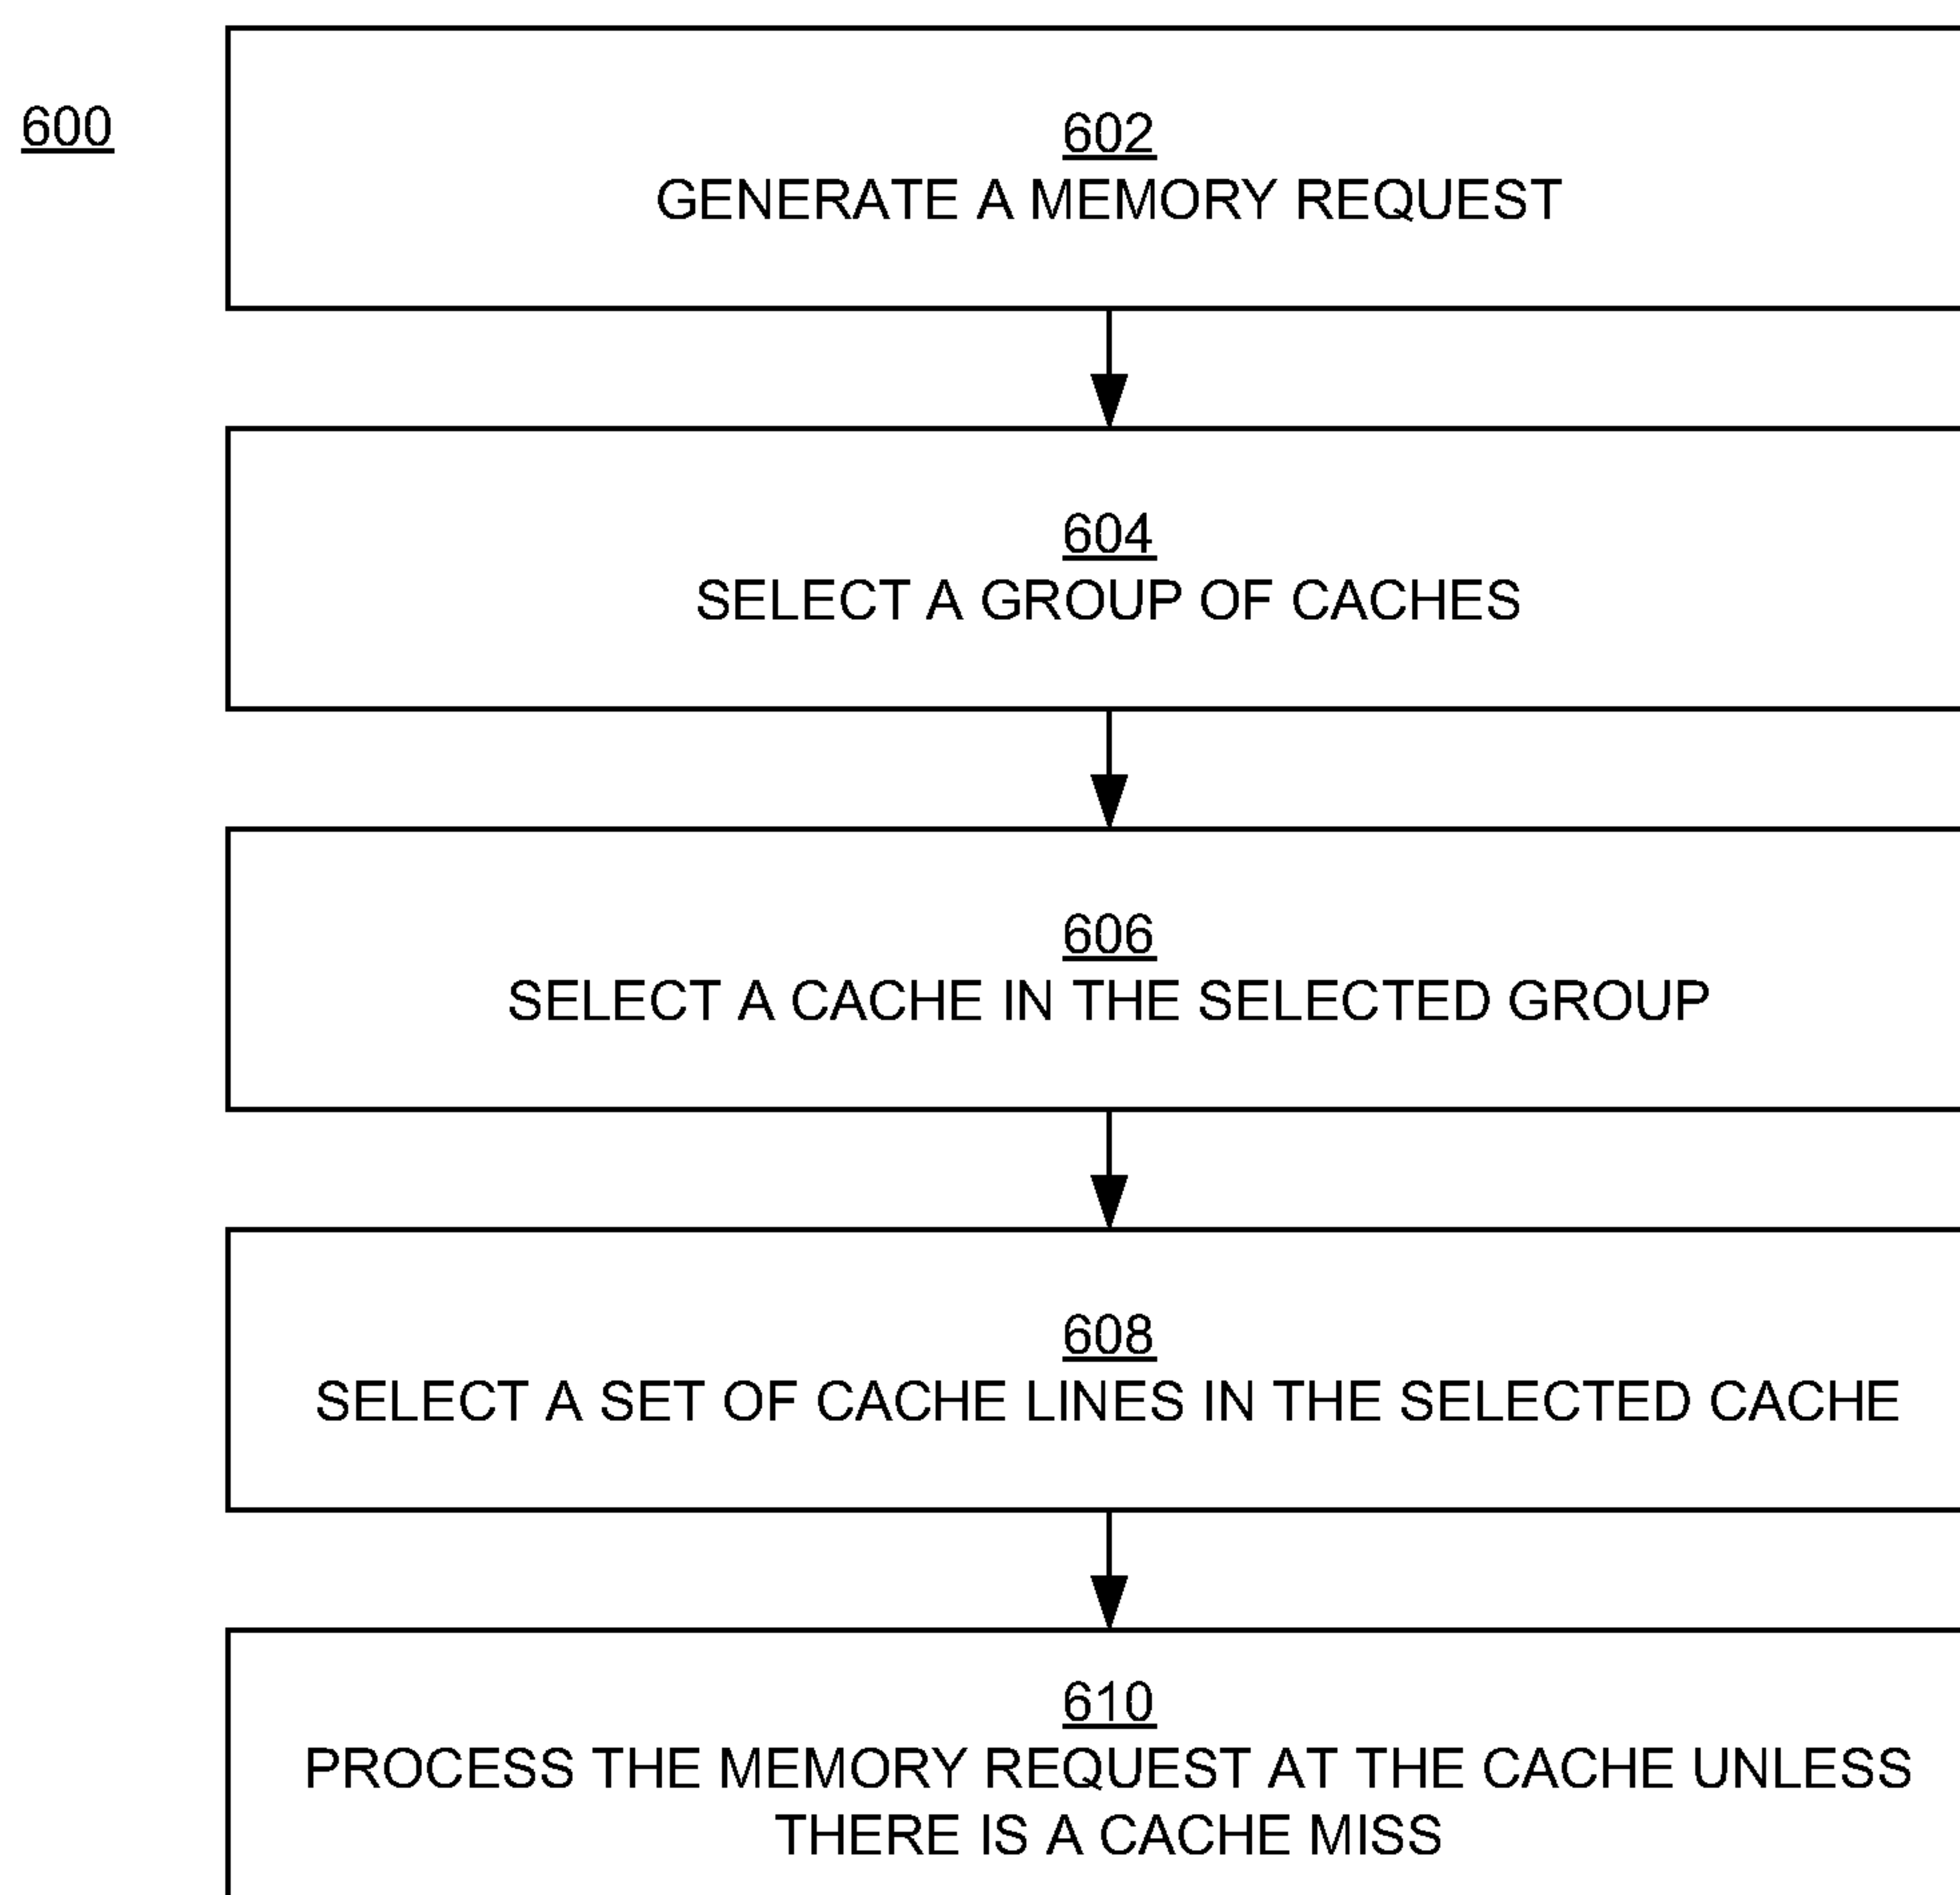 600
602
GENERATE A MEMORY REQUEST
604
SELECT A GROUP OF CACHES
606
SELECT A CACHE IN THE SELECTED GROUP
608
SELECT A SET OF CACHE LINES IN THE SELECTED CACHE
610
PROCESS THE MEMORY REQUEST AT THE CACHE UNLESS
THERE IS A CACHE MISS